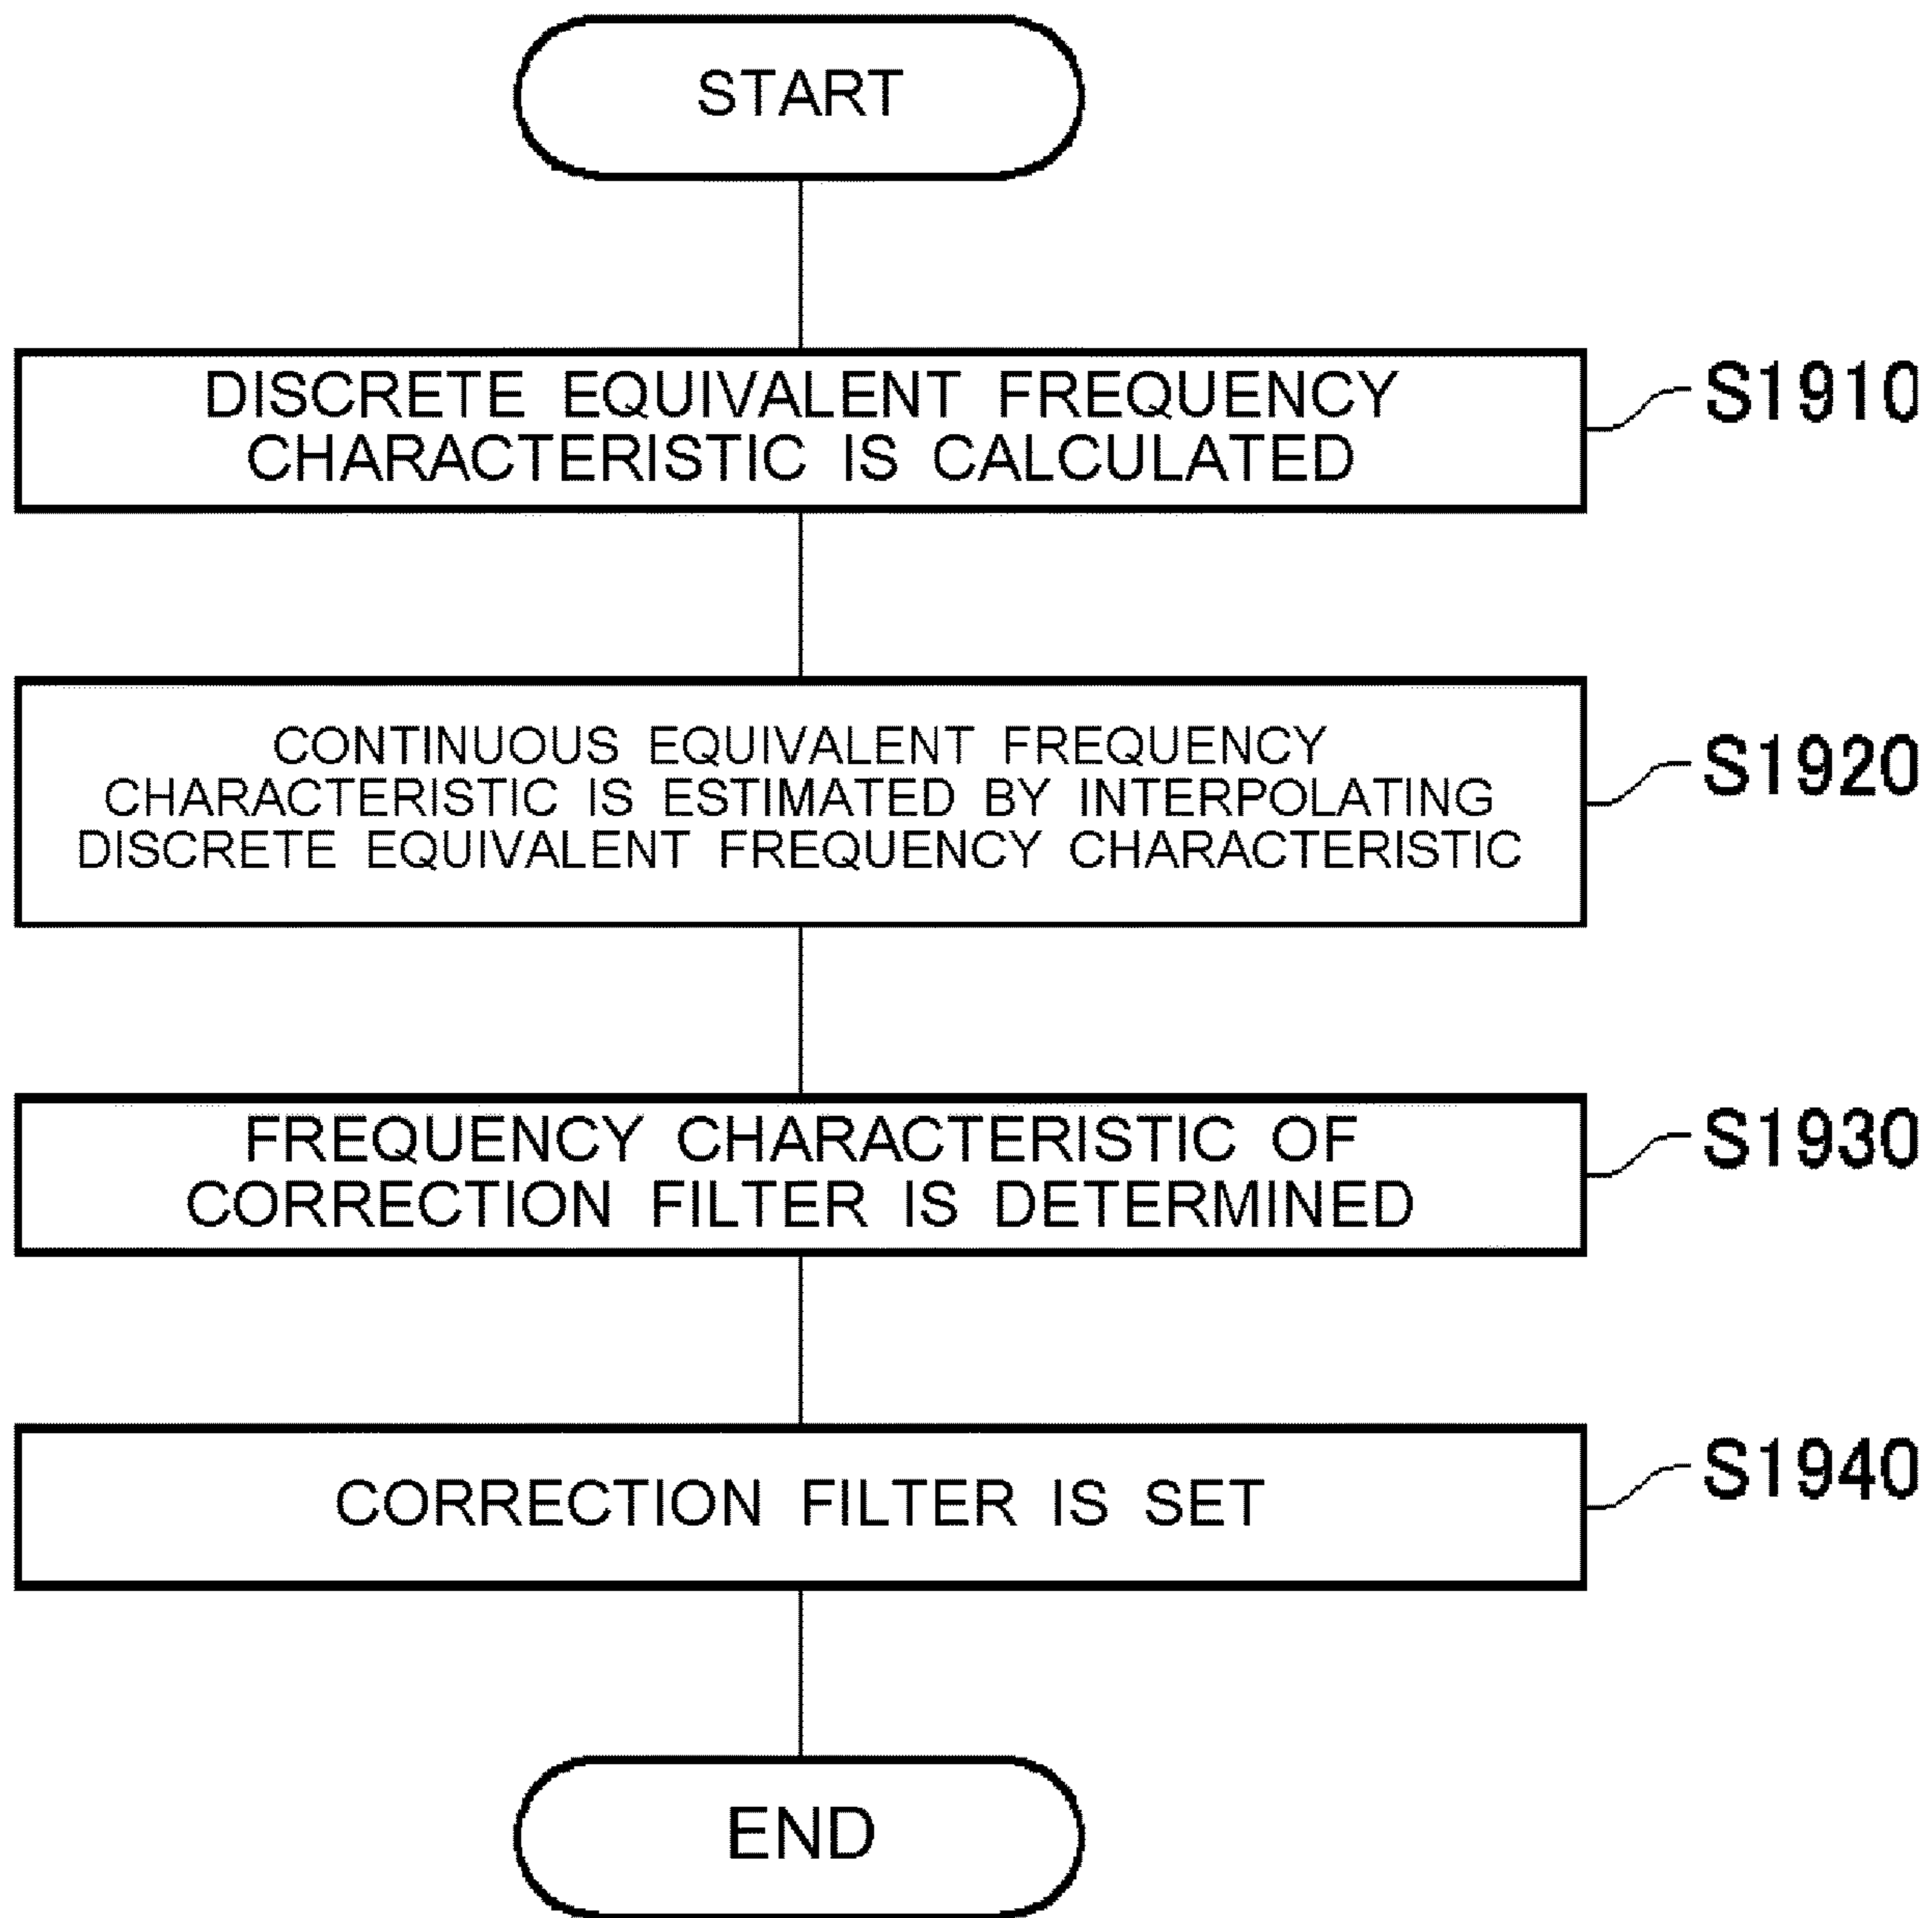 START
DISCRETE EQUIVALENT FREQUENCY
CHARACTERISTIC IS CALCULATED
S1910
CONTINUOUS EQUIVALENT FREQUENCY
CHARACTERISTIC IS ESTIMATED BY INTERPOLATING
DISCRETE EQUIVALENT FREQUENCY CHARACTERISTIC
S1920
FREQUENCY CHARACTERISTIC OF
CORRECTION FILTER IS DETERMINED
S1930
CORRECTION FILTER IS SET
S1940
END